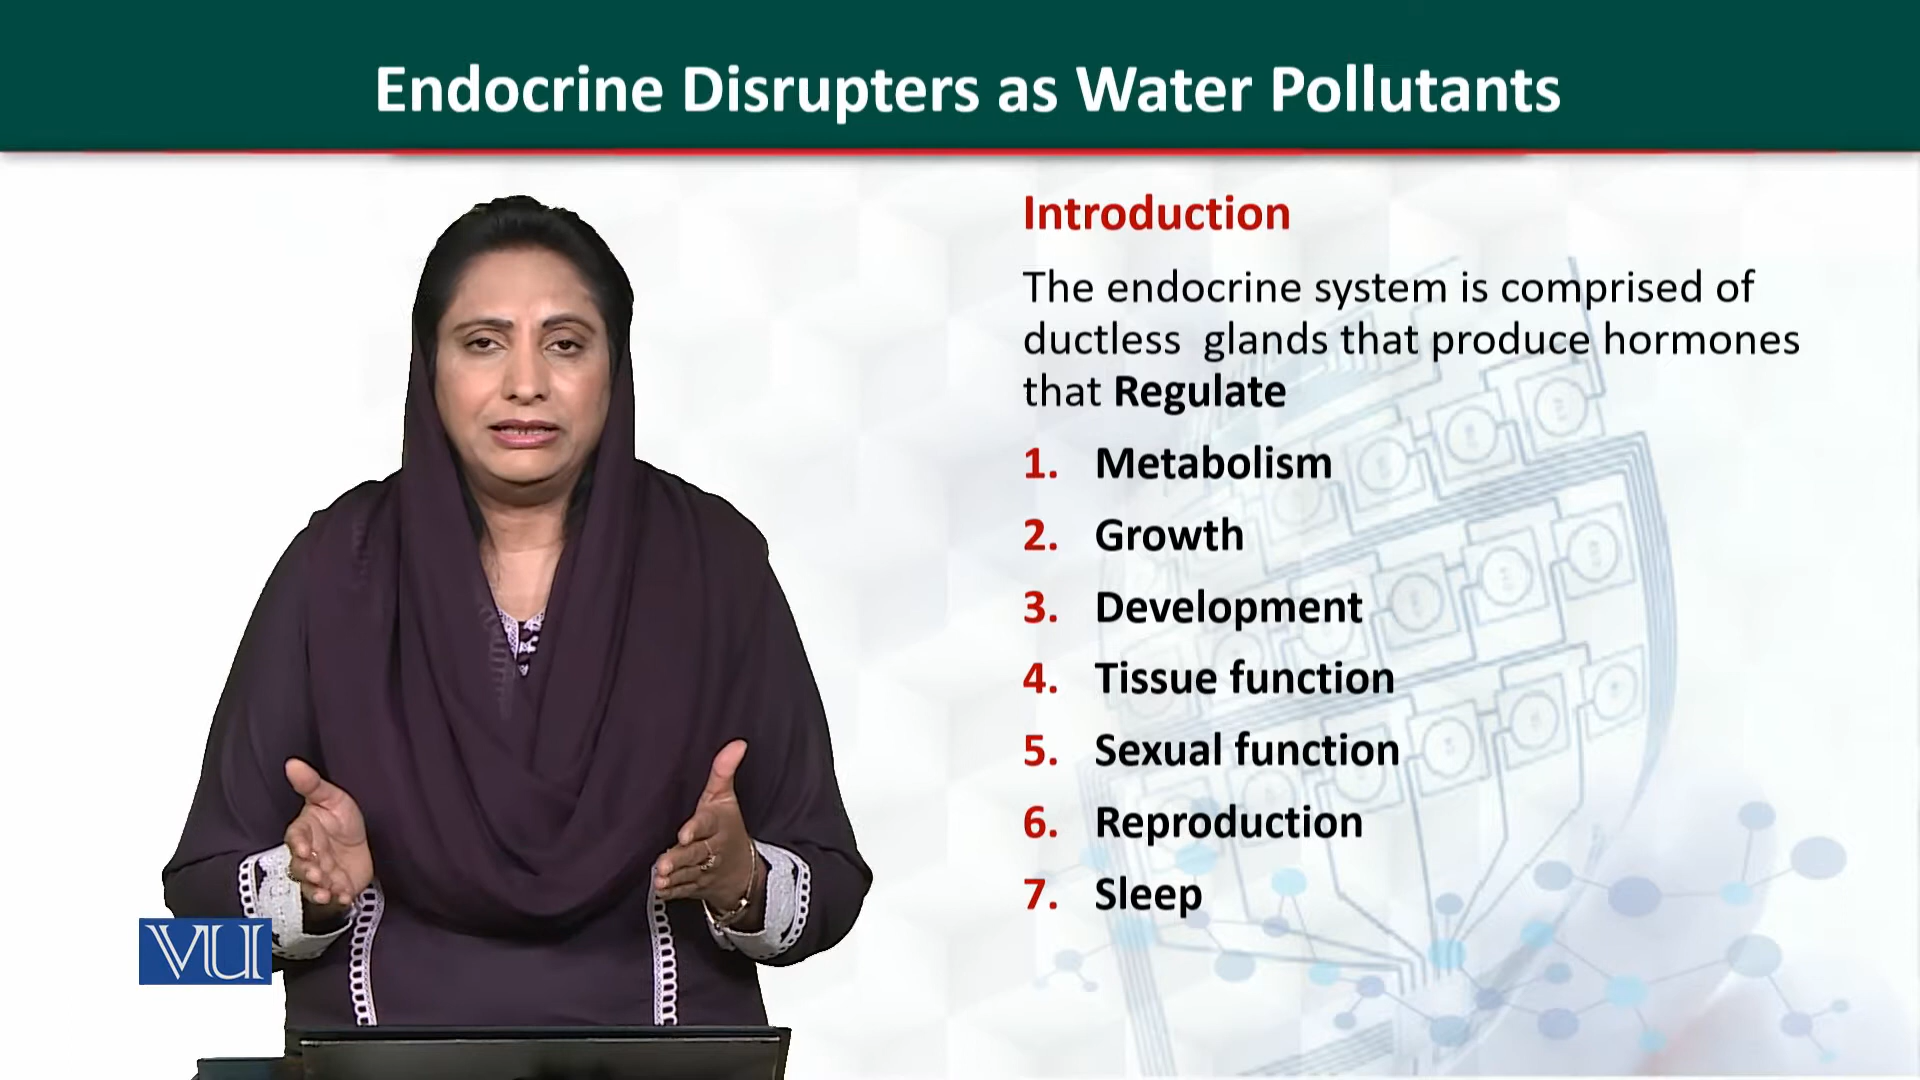 Endocrine Disrupters as Water Pollutants
Introduction
The endocrine system is comprised of
ductless glands that produce hormones
that Regulate
1. Metabolism
2. Growth
3. Development
4. Tissue function
5. Sexual function
6. Reproduction
7. Sleep
VU